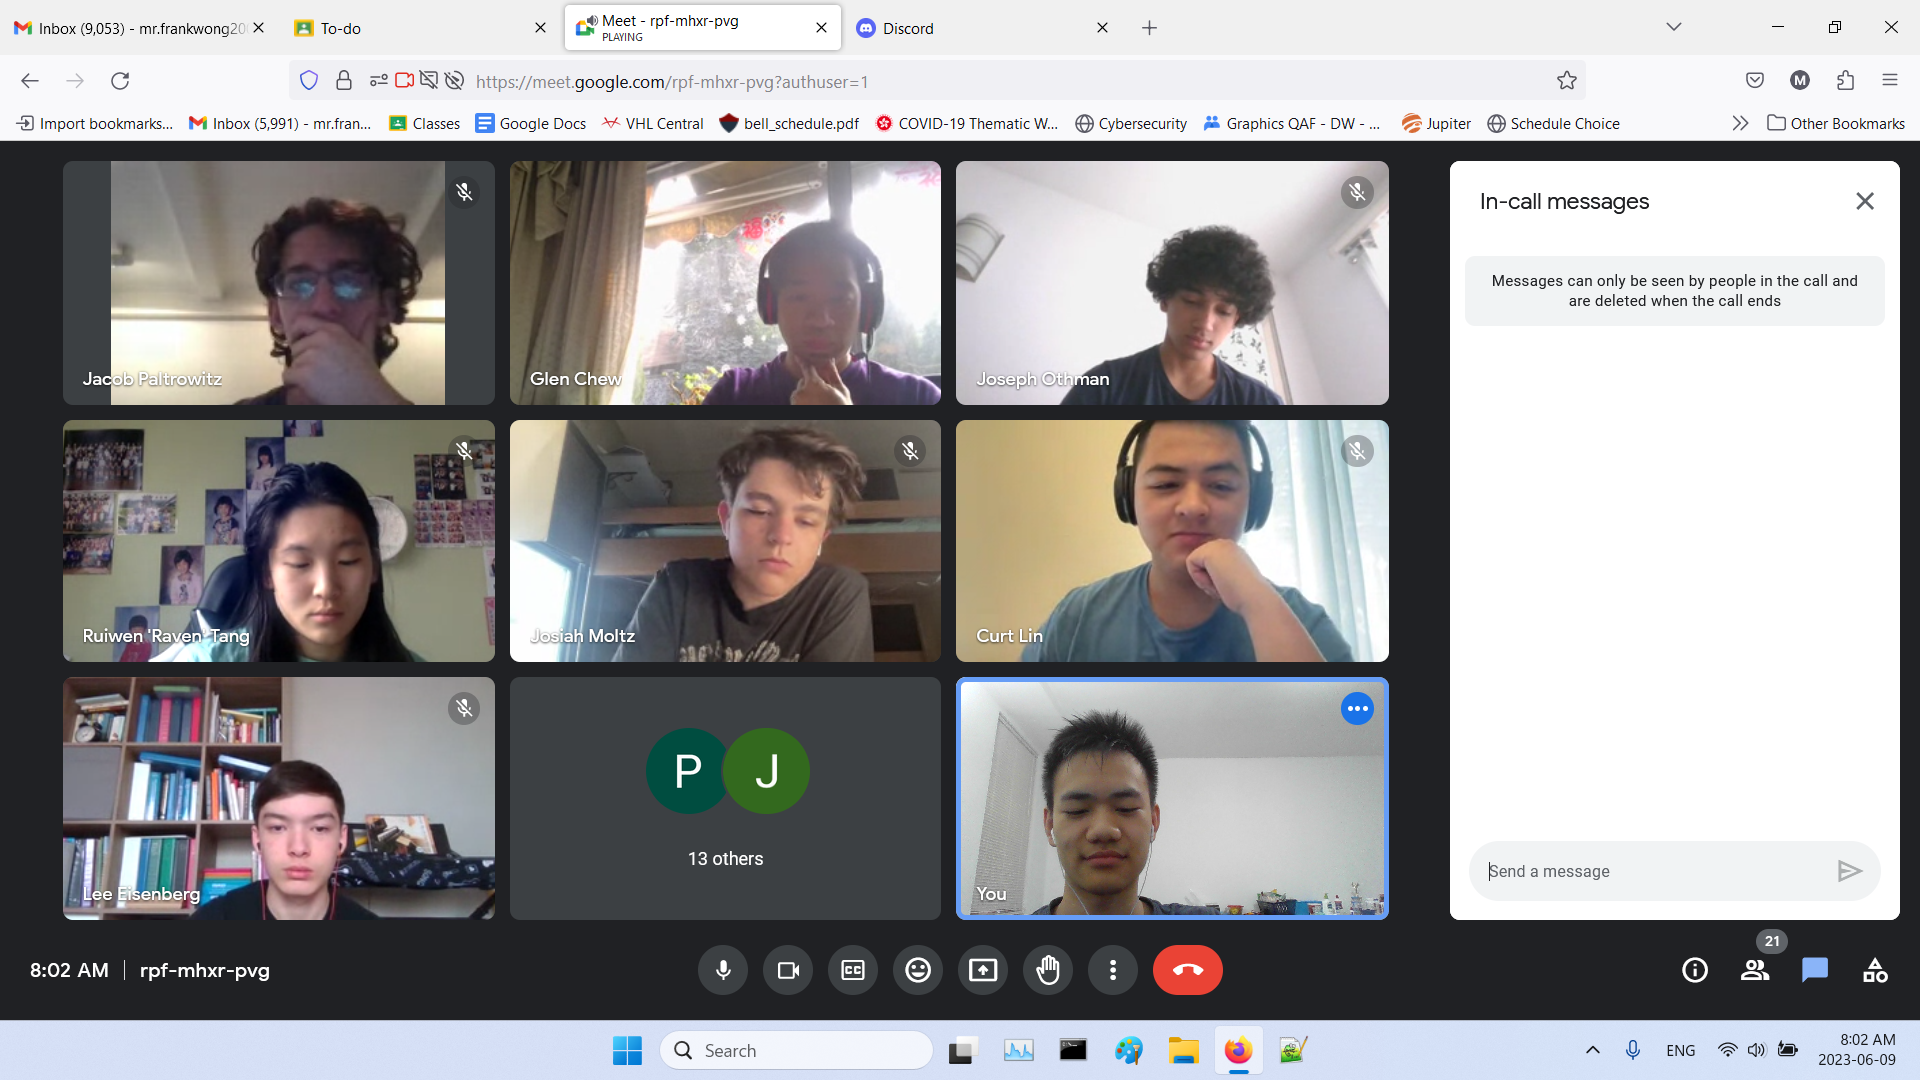 Inbox (9,053) - mr.frankwong20
To-do
Meet - rpf-mhxr-pvg
PLAYING
Discord
https://meet.google.com/rpf-mhxr-pvg?authuser=1
M
Import bookmarks...
Inbox (5,991) - mr.fran...
Classes
Google Docs
VHL Central
bell_schedule.pdf
COVID-19 Thematic W...
Cybersecurity
Graphics QAF - DW - ...
Jupiter
Schedule Choice
Other Bookmarks
Jacob Paltrowitz
Glen Chew
Joseph Othman
Ruiwen 'Raven' Tang
Josiah Moltz
Curt Lin
Lee Eisenberg
P J
13 others
You
In-call messages
Messages can only be seen by people in the call and
are deleted when the call ends
Send a message
8:02 AM | rpf-mhxr-pvg
CC
21
Search
ENG
8:02 AM
2023-06-09